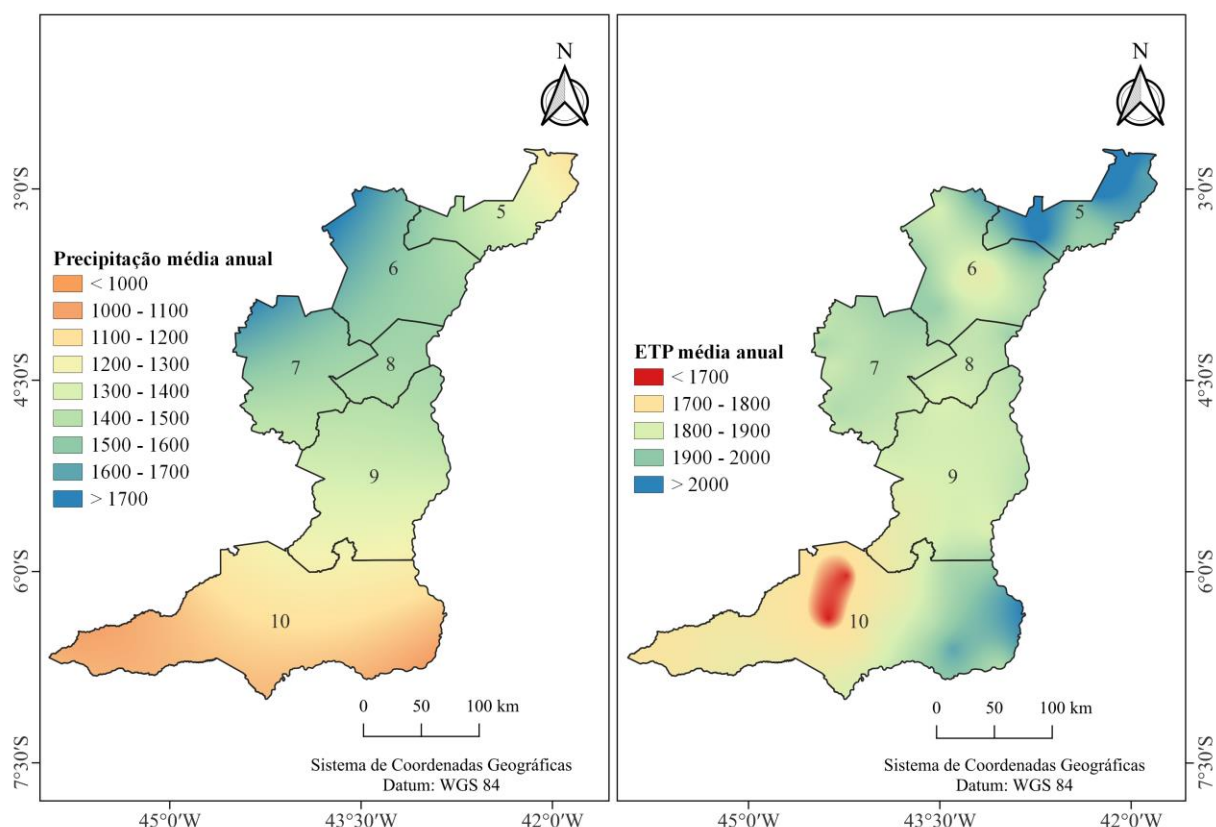 N
3°0'S
4°30'S
6°0'S
7°30'S
Precipitação média anual
< 1000
1000 - 1100
1100 - 1200
1200 - 1300
1300 - 1400
1400 - 1500
1500 - 1600
1600 - 1700
> 1700
5
6
7
8
9
10
0 50 100 km
Sistema de Coordenadas Geográficas
Datum: WGS 84
45°0'W 43°30'W 42°0'W
N
ETP média anual
< 1700
1700 - 1800
1800 - 1900
1900 - 2000
> 2000
5
6
7
8
9
10
0 50 100 km
Sistema de Coordenadas Geográficas
Datum: WGS 84
3°0'S
4°30'S
6°0'S
7°30'S
45°0'W 43°30'W 42°0'W